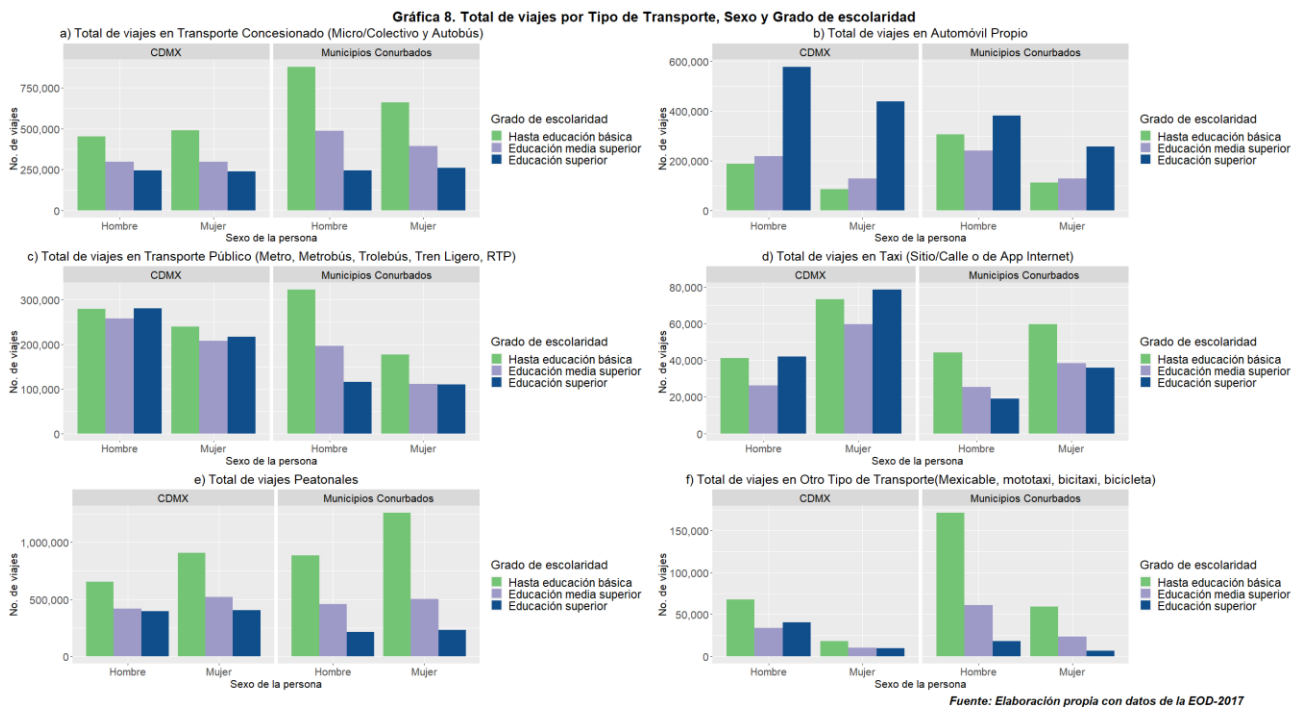 Gráfica 8. Total de viajes por Tipo de Transporte, Sexo y Grado de escolaridad
a) Total de viajes en Transporte Concesionado (Micro/Colectivo y Autobús)
CDMX
Municipios Conurbados
No. de viajes
750,000
500,000
250,000
0
Hombre
Mujer
Hombre
Mujer
Sexo de la persona
Grado de escolaridad
Hasta educación básica
Educación media superior
Educación superior
b) Total de viajes en Automóvil Propio
CDMX
Municipios Conurbados
No. de viajes
600,000
400,000
200,000
0
Hombre
Mujer
Hombre
Mujer
Sexo de la persona
Grado de escolaridad
Hasta educación básica
Educación media superior
Educación superior
c) Total de viajes en Transporte Público (Metro, Metrobús, Trolebús, Tren Ligero, RTP)
CDMX
Municipios Conurbados
No. de viajes
300,000
200,000
100,000
0
Hombre
Mujer
Hombre
Mujer
Sexo de la persona
Grado de escolaridad
Hasta educación básica
Educación media superior
Educación superior
d) Total de viajes en Taxi (Sitio/Calle o de App Internet)
CDMX
Municipios Conurbados
No. de viajes
80,000
60,000
40,000
20,000
0
Hombre
Mujer
Hombre
Mujer
Sexo de la persona
Grado de escolaridad
Hasta educación básica
Educación media superior
Educación superior
e) Total de viajes Peatonales
CDMX
Municipios Conurbados
No. de viajes
1,000,000
500,000
0
Hombre
Mujer
Hombre
Mujer
Sexo de la persona
Grado de escolaridad
Hasta educación básica
Educación media superior
Educación superior
f) Total de viajes en Otro Tipo de Transporte(Mexicable, mototaxi, bicitaxi, bicicleta)
CDMX
Municipios Conurbados
No. de viajes
150,000
100,000
50,000
0
Hombre
Mujer
Hombre
Mujer
Sexo de la persona
Grado de escolaridad
Hasta educación básica
Educación media superior
Educación superior
Fuente: Elaboración propia con datos de la EOD-2017